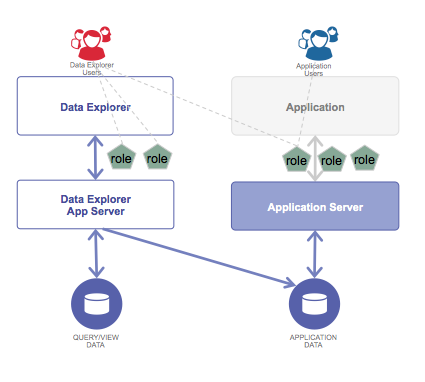 Data Explorer
Users
Application
Users
Data Explorer
Application
role
role
role
role
role
Data Explorer
App Server
Application Server
QUERY/VIEW
DATA
APPLICATION
DATA